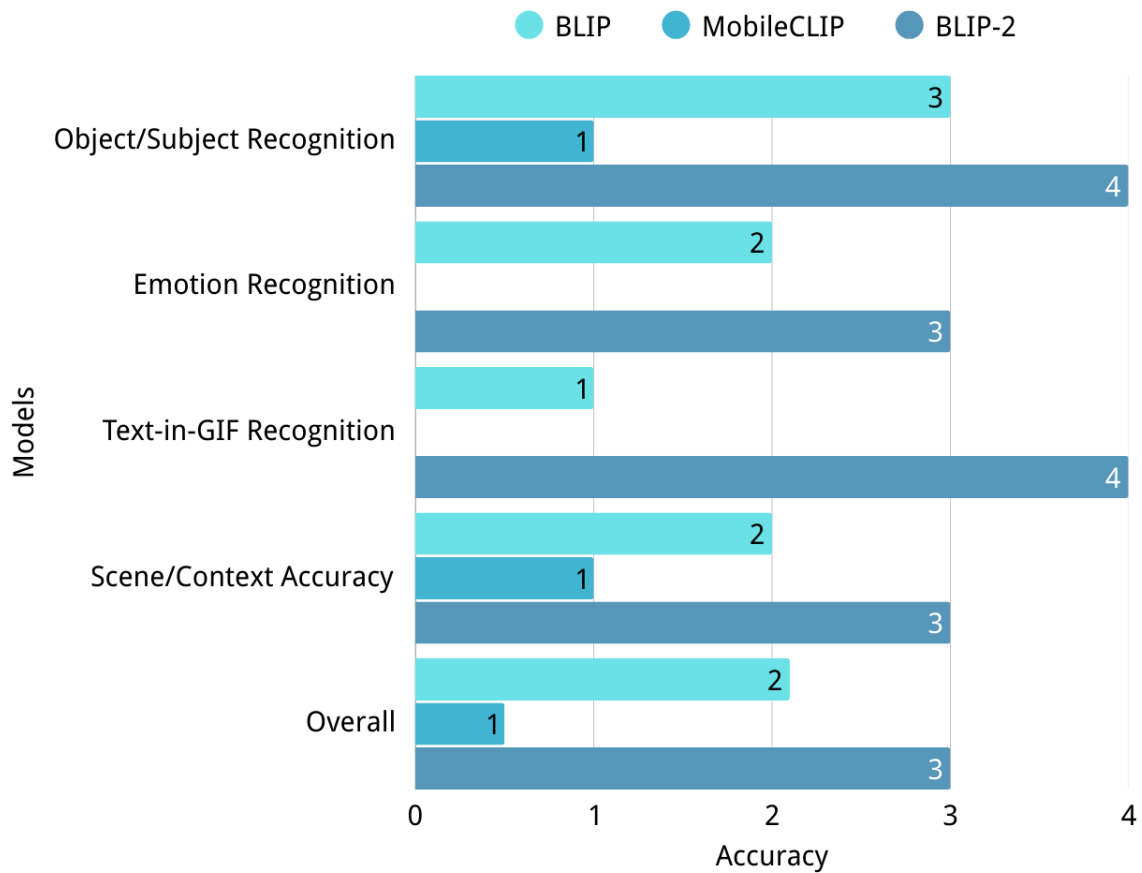 BLIP MobileCLIP BLIP-2
Object/Subject Recognition
3
1
4
Emotion Recognition
2
3
Text-in-GIF Recognition
1
4
Scene/Context Accuracy
2
1
3
Overall
2
1
3
Models
0 1 2 3 4
Accuracy